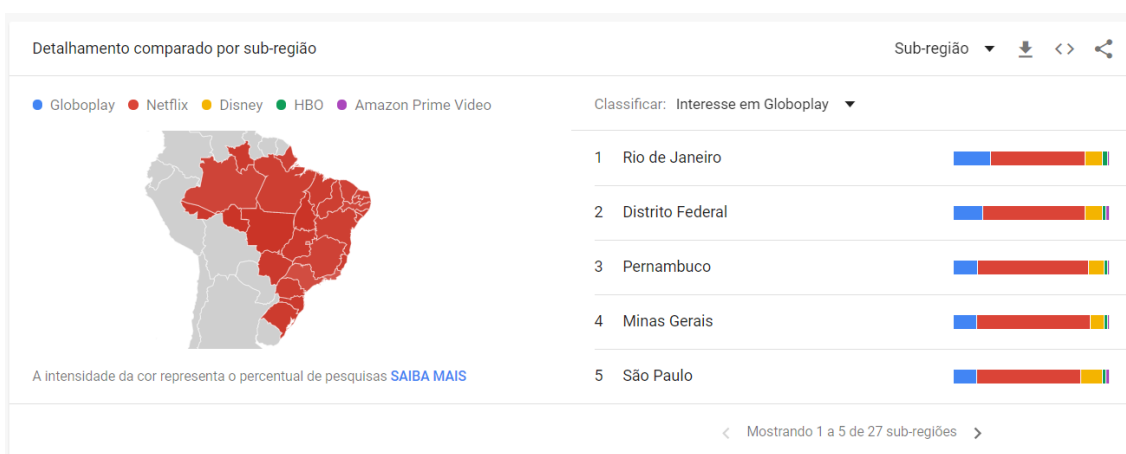 Detalhamento comparado por sub-região
Sub-região
Globoplay Netflix Disney HBO Amazon Prime Video
Classificar: Interesse em Globoplay
1 Rio de Janeiro
2 Distrito Federal
3 Pernambuco
4 Minas Gerais
5 São Paulo
A intensidade da cor representa o percentual de pesquisas SAIBA MAIS
Mostrando 1 a 5 de 27 sub-regiões